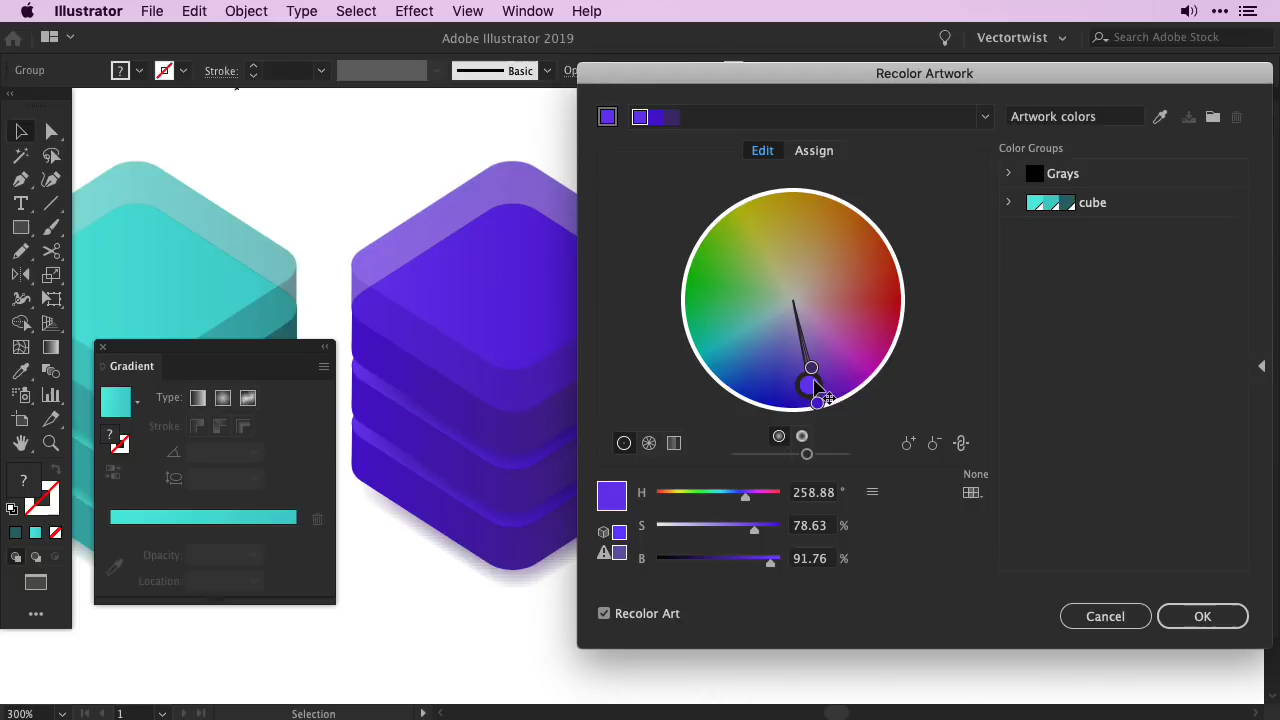 Illustrator File Edit Object Type Select Effect View Window Help
Adobe Illustrator 2019
Vectortwist
Search Adobe Stock
Group
?
Stroke:
Basic
Recolor Artwork
Artwork colors
Edit Assign
Color Groups
Grays
cube
Gradient
Type:
Stroke:
?
Opacity:
Location:
?
None
H 258.88 °
S 78.63 %
B 91.76 %
Recolor Art
Cancel OK
300% 1 Selection